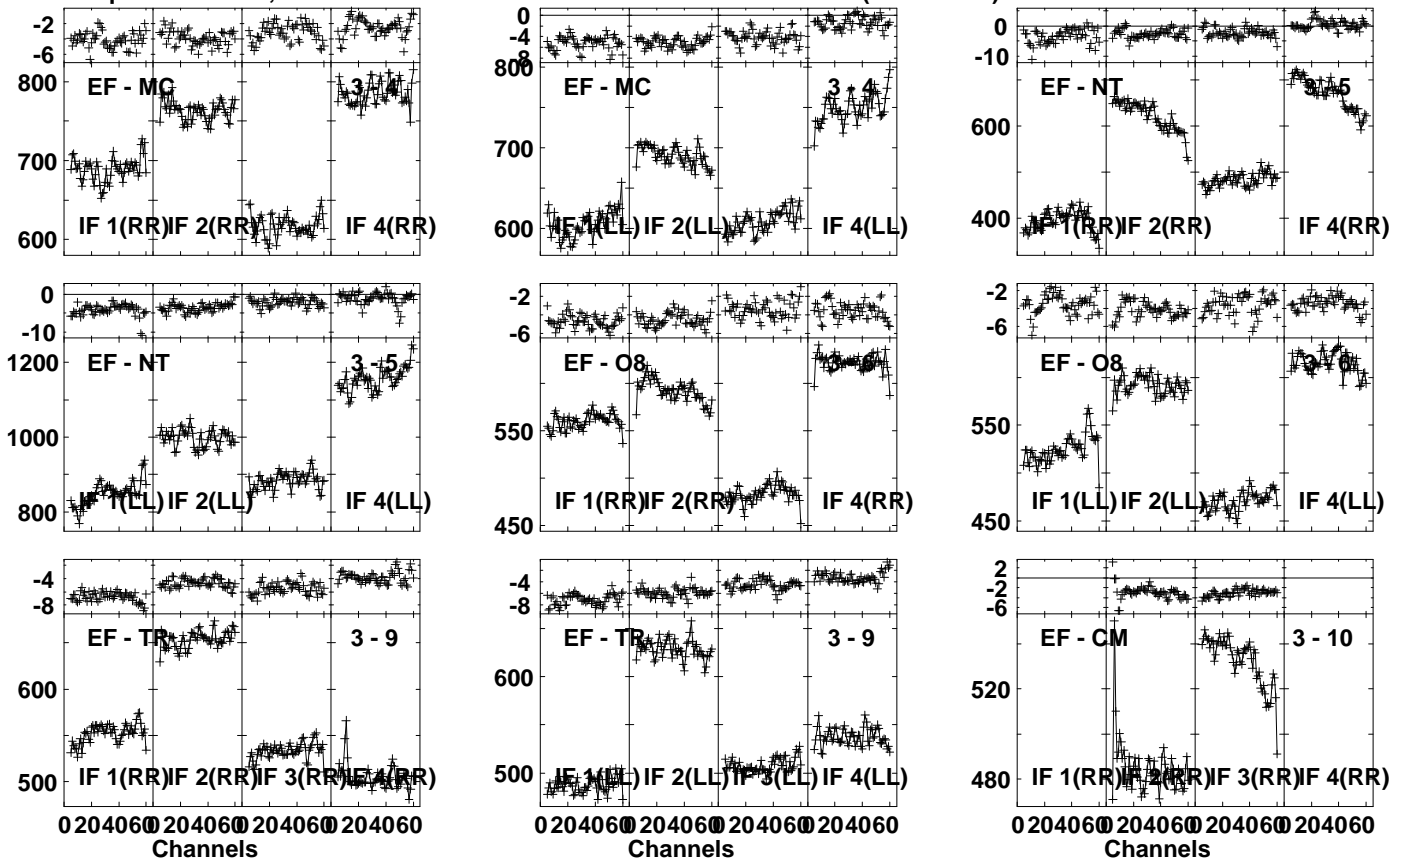 -2
-6
0
-4
8
0
-10
800
700
600
EF - MC
3 - 4
IF 1(RR) IF 2(RR) IF 4(RR)
800
700
600
EF - MC
3 - 4
IF 1(LL) IF 2(LL) IF 4(LL)
600
400
EF - NT
3 - 5
IF 1(RR) IF 2(RR) IF 4(RR)
0
-10
-2
-6
-2
-6
1200
1000
800
EF - NT
3 - 5
IF 1(LL) IF 2(LL) IF 4(LL)
550
450
EF - O8
3 - 6
IF 1(RR) IF 2(RR) IF 4(RR)
550
450
EF - O8
3 - 6
IF 1(LL) IF 2(LL) IF 4(LL)
-4
-8
-4
-8
2
-2
-6
600
500
EF - TR
3 - 9
IF 1(RR) IF 2(RR) IF 3(RR) IF 4(RR)
600
500
EF - TR
3 - 9
IF 1(LL) IF 2(LL) IF 3(LL) IF 4(LL)
520
480
EF - CM
3 - 10
IF 1(RR) IF 2(RR) IF 3(RR) IF 4(RR)
0 204060 0 204060 0 204060 0 204060
Channels
0 204060 0 204060 0 204060 0 204060
Channels
0 204060 0 204060 0 204060 0 204060
Channels